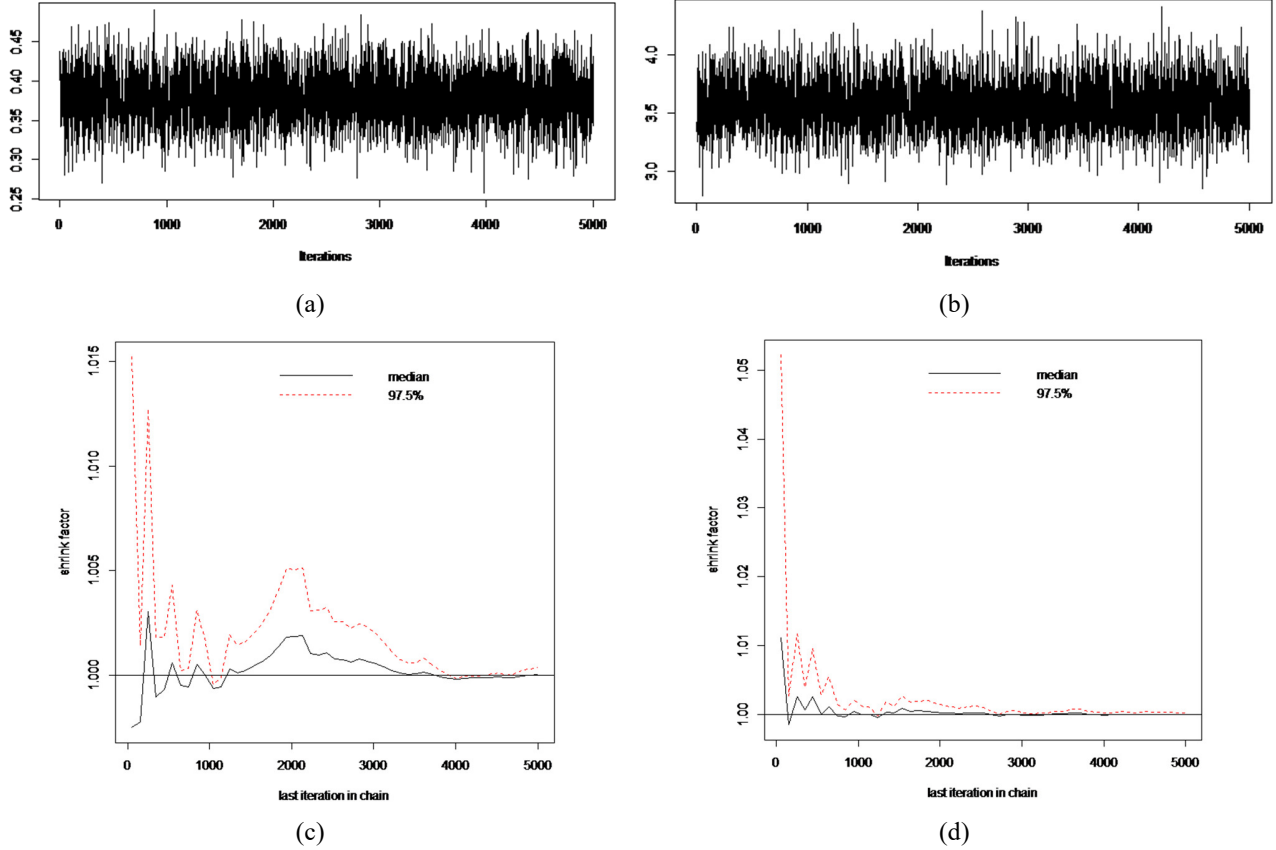 0.25 0.30 0.35 0.40 0.45
0 1000 2000 3000 4000 5000
Iterations
(a)
3.0 3.5 4.0
0 1000 2000 3000 4000 5000
Iterations
(b)
1.000 1.005 1.010 1.015
shrink factor
median
97.5%
0 1000 2000 3000 4000 5000
last iteration in chain
(c)
1.00 1.01 1.02 1.03 1.04 1.05
shrink factor
median
97.5%
0 1000 2000 3000 4000 5000
last iteration in chain
(d)